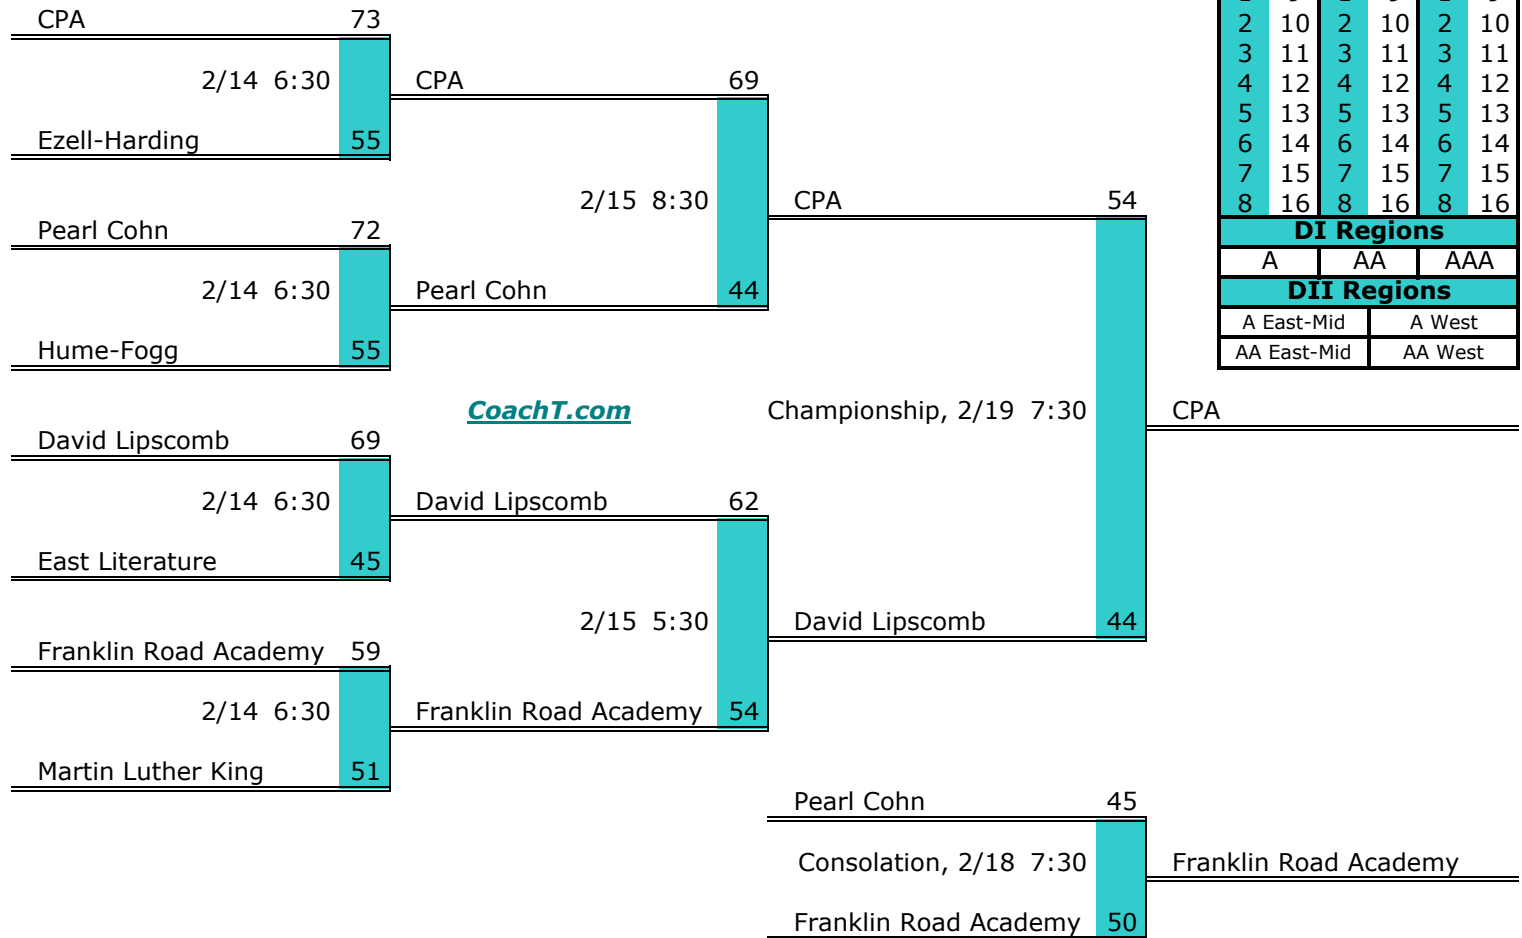 CPA 73
2/14 6:30
Ezell-Harding 55
Pearl Cohn 72
2/14 6:30
Hume-Fogg 55
David Lipscomb 69
2/14 6:30
East Literature 45
Franklin Road Academy 59
2/14 6:30
Martin Luther King 51
CPA 69
2/15 8:30
Pearl Cohn 44
CoachT.com
David Lipscomb 62
2/15 5:30
Franklin Road Academy 54
CPA 54
Championship, 2/19 7:30
David Lipscomb 44
CPA
Pearl Cohn 45
Consolation, 2/18 7:30
Franklin Road Academy 50
Franklin Road Academy
2 10 2 10 2 10
3 11 3 11 3 11
4 12 4 12 4 12
5 13 5 13 5 13
6 14 6 14 6 14
7 15 7 15 7 15
8 16 8 16 8 16
DI Regions
A AA AAA
DII Regions
A East-Mid A West
AA East-Mid AA West